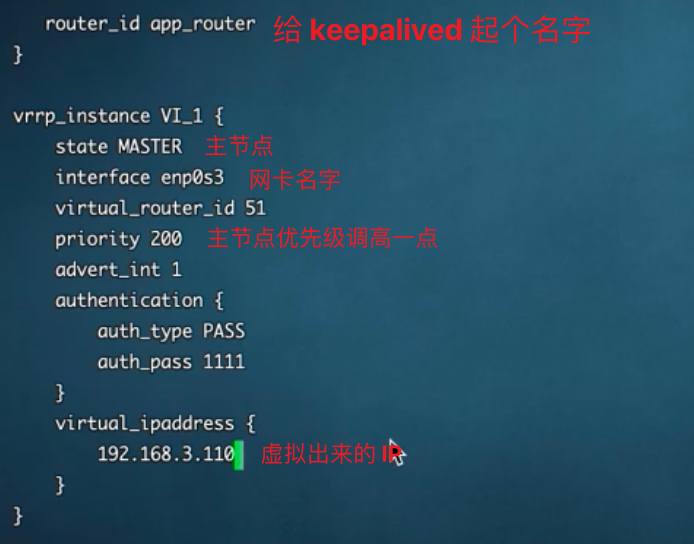 router_id app_router 给 keepalived 起个名字
}
vrrp_instance VI_1 {
state MASTER 主节点
interface enp0s3 网卡名字
virtual_router_id 51
priority 200 主节点优先级调高一点
advert_int 1
authentication {
auth_type PASS
auth_pass 1111
}
virtual_ipaddress {
192.168.3.110 虚拟出来的 IP
}
}